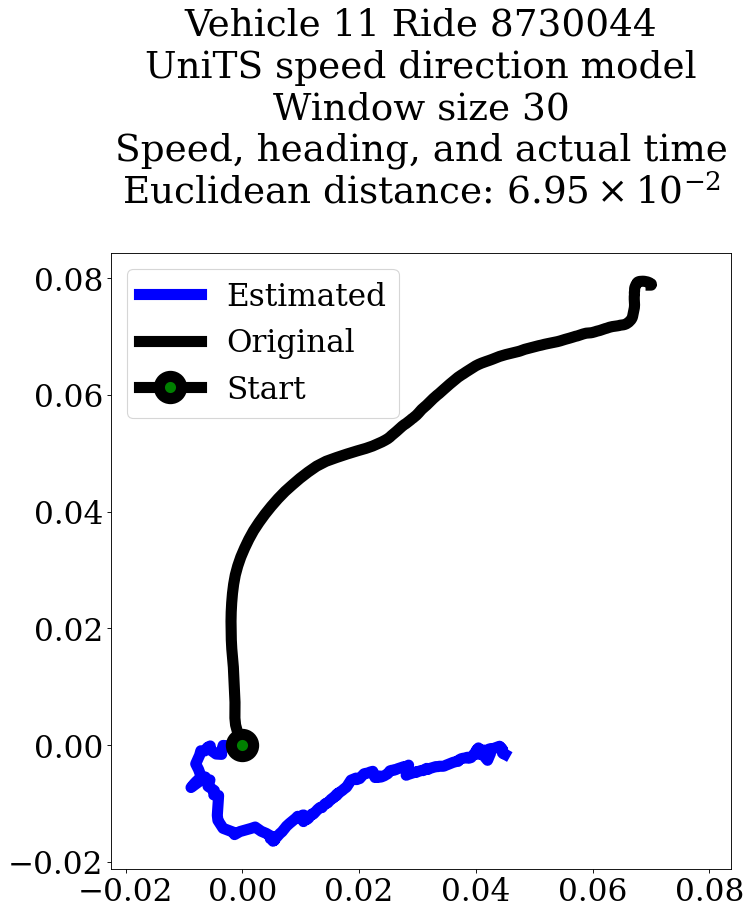 Vehicle 11 Ride 8730044
UniTS speed direction model
Window size 30
Speed, heading, and actual time
Euclidean distance: 6.95 × 10⁻²
Estimated
Original
Start
0.08
0.06
0.04
0.02
0.00
−0.02
−0.02 0.00 0.02 0.04 0.06 0.08